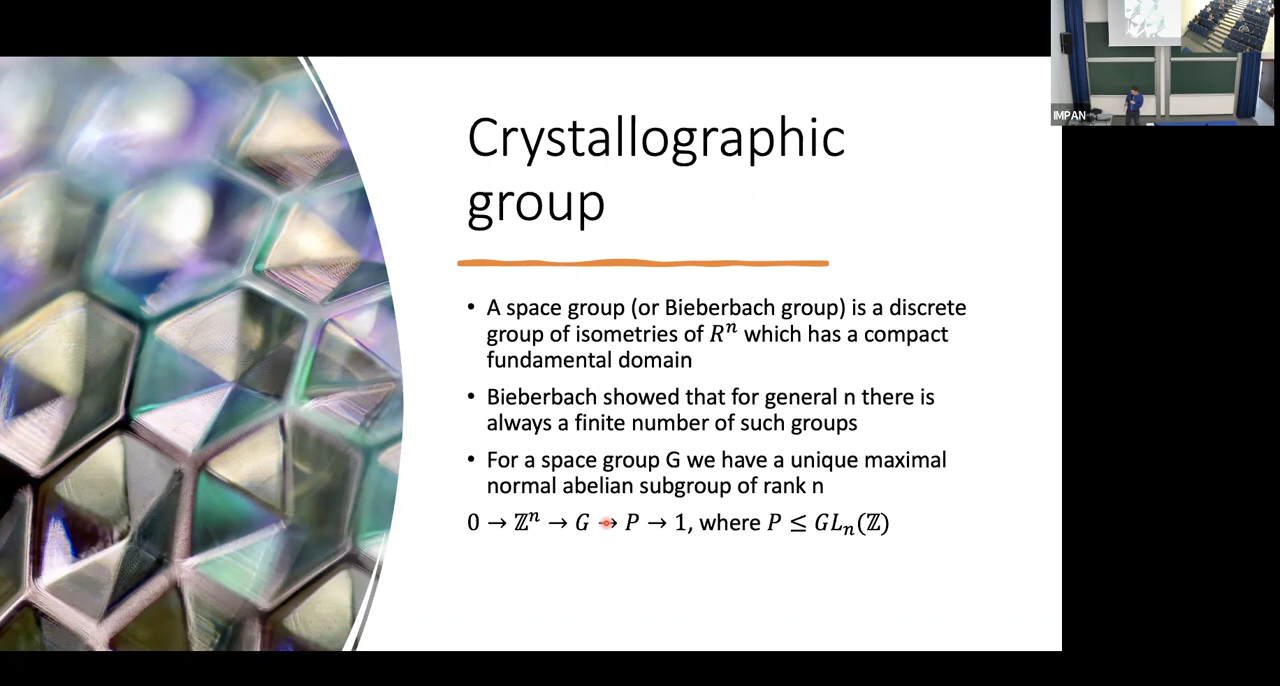 IMPAN
Crystallographic
group
• A space group (or Bieberbach group) is a discrete
group of isometries of 𝑅ⁿ which has a compact
fundamental domain
• Bieberbach showed that for general n there is
always a finite number of such groups
• For a space group G we have a unique maximal
normal abelian subgroup of rank n
0 → ℤⁿ → 𝐺 → 𝑃 → 1, where 𝑃 ≤ 𝐺𝐿ₙ(ℤ)